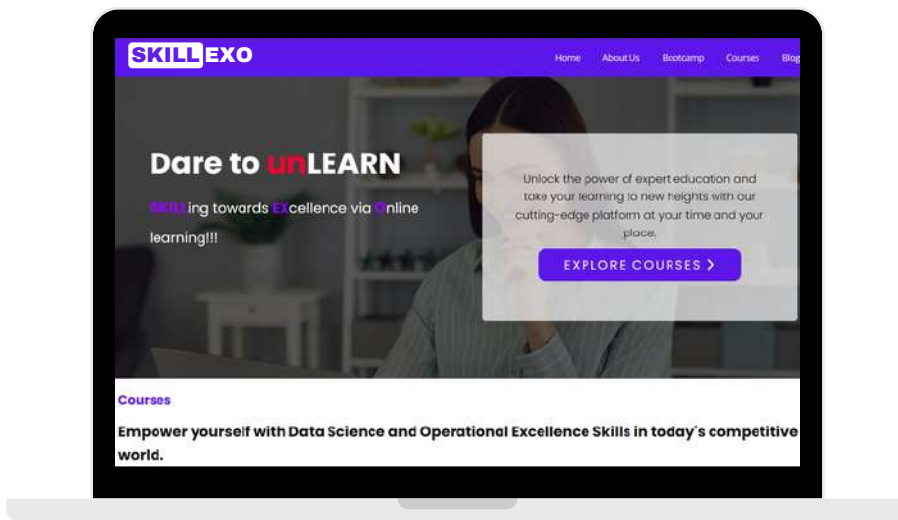 SKILLEXO
Home About Us Bootcamp Courses Blog
Dare to unLEARN
SKILLing towards EXcellence via Online
learning!!!
Unlock the power of expert education and
take your learning to new heights with our
cutting-edge platform at your time and your
place.
EXPLORE COURSES
Courses
Empower yourself with Data Science and Operational Excellence Skills in today's competitive
world.